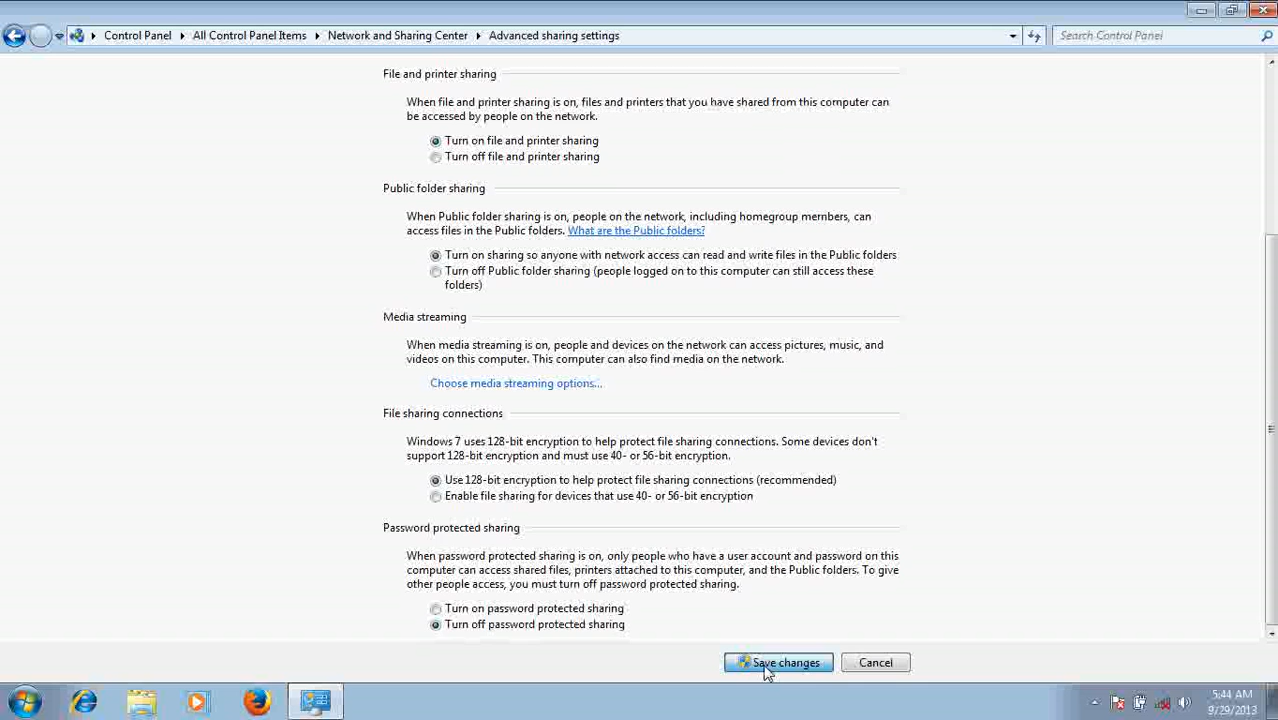 Control Panel All Control Panel Items Network and Sharing Center Advanced sharing settings
Search Control Panel
File and printer sharing
When file and printer sharing is on, files and printers that you have shared from this computer can
be accessed by people on the network.
Turn on file and printer sharing
Turn off file and printer sharing
Public folder sharing
When Public folder sharing is on, people on the network, including homegroup members, can
access files in the Public folders. What are the Public folders?
Turn on sharing so anyone with network access can read and write files in the Public folders
Turn off Public folder sharing (people logged on to this computer can still access these
folders)
Media streaming
When media streaming is on, people and devices on the network can access pictures, music, and
videos on this computer. This computer can also find media on the network.
Choose media streaming options...
File sharing connections
Windows 7 uses 128-bit encryption to help protect file sharing connections. Some devices don't
support 128-bit encryption and must use 40- or 56-bit encryption.
Use 128-bit encryption to help protect file sharing connections (recommended)
Enable file sharing for devices that use 40- or 56-bit encryption
Password protected sharing
When password protected sharing is on, only people who have a user account and password on this
computer can access shared files, printers attached to this computer, and the Public folders. To give
other people access, you must turn off password protected sharing.
Turn on password protected sharing
Turn off password protected sharing
Save changes
Cancel
5:44 AM
9/29/2013